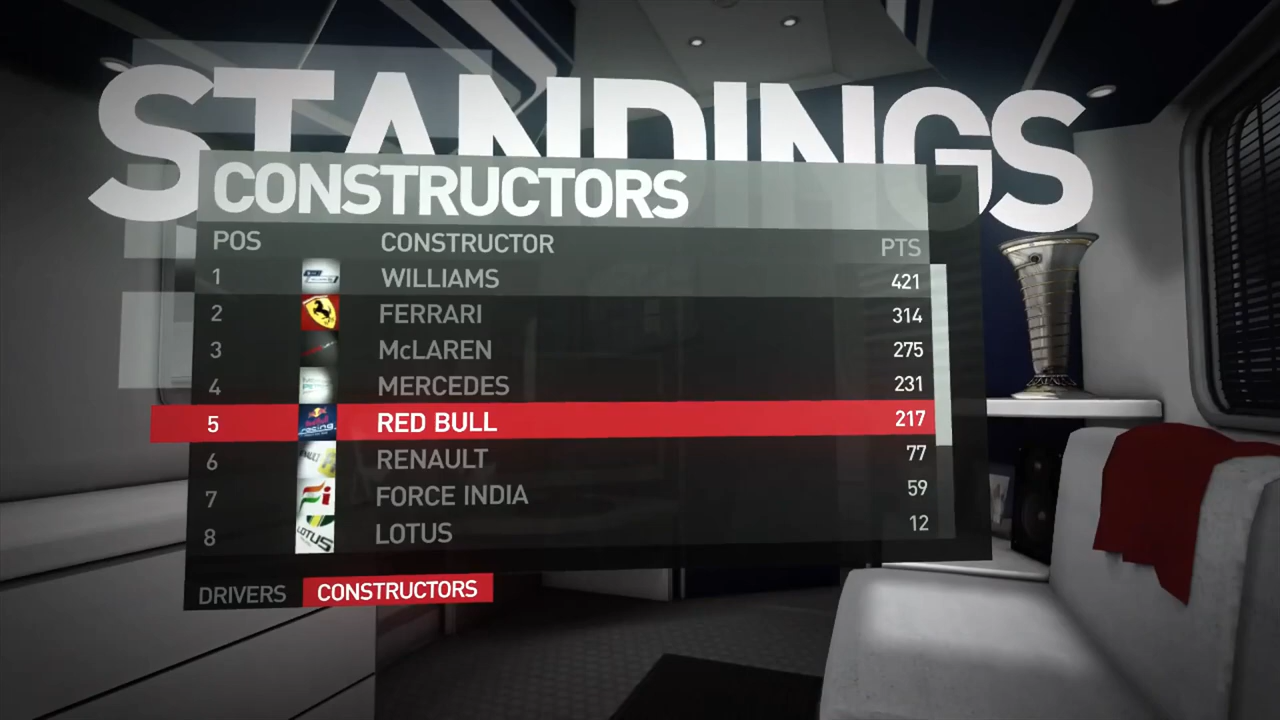 STANDINGS
CONSTRUCTORS
POS CONSTRUCTOR PTS
1 WILLIAMS 421
2 FERRARI 314
3 McLAREN 275
4 MERCEDES 231
5 RED BULL 217
6 RENAULT 77
7 FORCE INDIA 59
8 LOTUS 12
DRIVERS CONSTRUCTORS